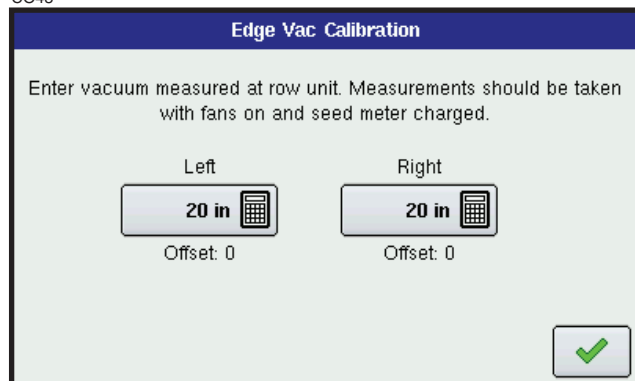 Edge Vac Calibration
Enter vacuum measured at row unit. Measurements should be taken
with fans on and seed meter charged.
Left Right
20 in 20 in
Offset: 0 Offset: 0